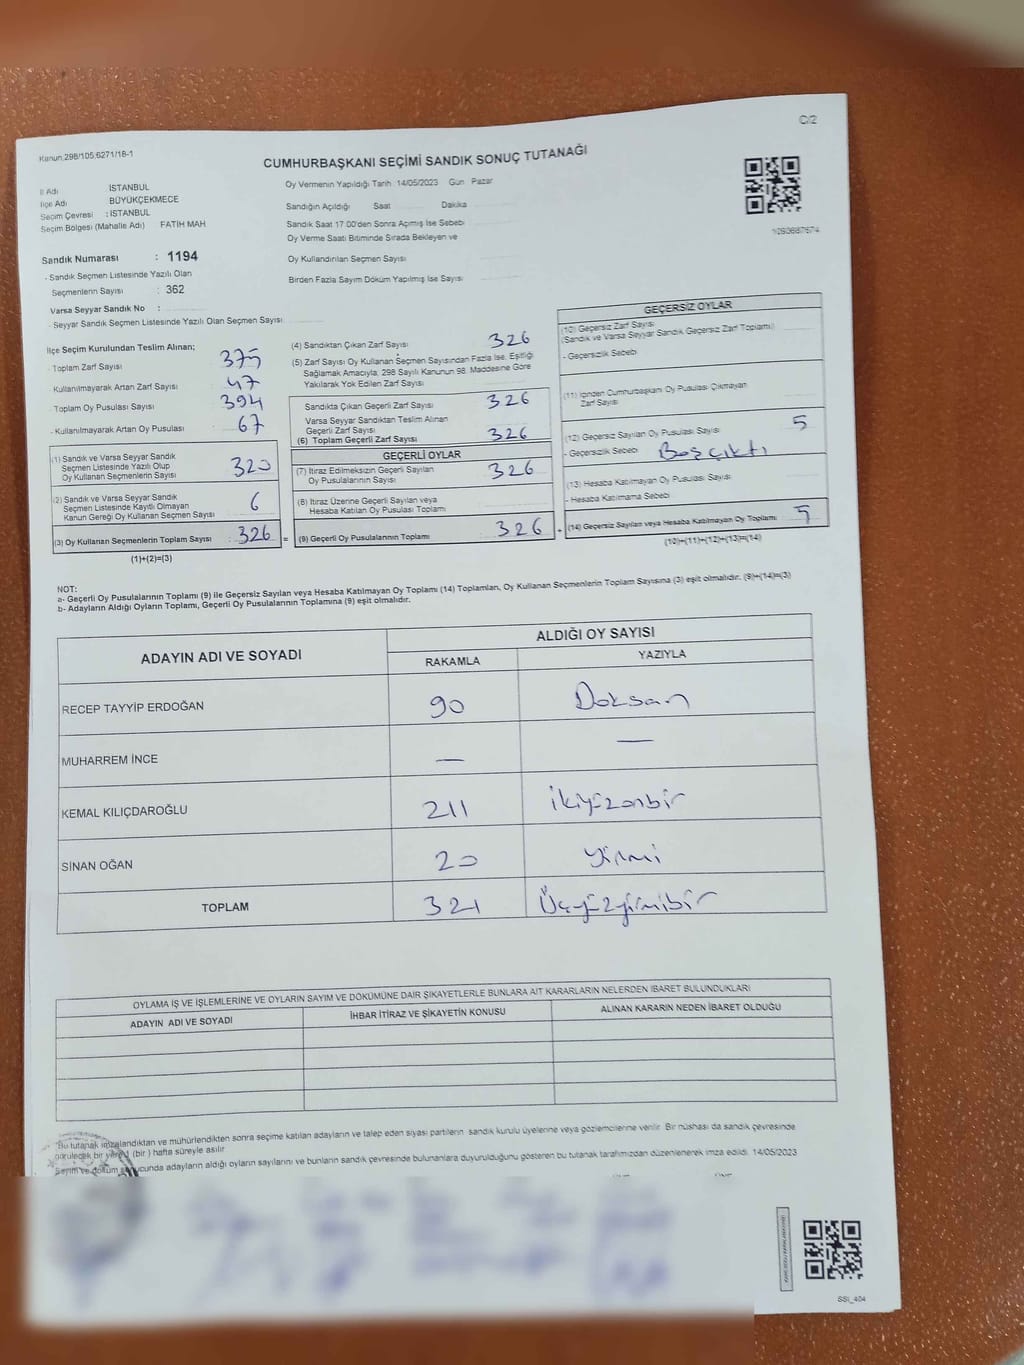 C/2
Kanun:298/105,6271/18-1
CUMHURBAŞKANI SEÇİMİ SANDIK SONUÇ TUTANAĞI
İl Adı İSTANBUL
İlçe Adı BÜYÜKÇEKMECE
Seçim Çevresi : İSTANBUL
Seçim Bölgesi (Mahalle Adı) FATİH MAH
Oy Vermenin Yapıldığı Tarih: 14/05/2023 Gün Pazar
Sandığın Açıldığı Saat Dakika
Sandık Saat 17.00'den Sonra Açımış İse Sebebi
Oy Verme Saati Bitiminde Sırada Bekleyen ve
Oy Kullandırılan Seçmen Sayısı
Birden Fazla Sayım Döküm Yapılmış İse Sayısı
Sandık Numarası : 1194
- Sandık Seçmen Listesinde Yazılı Olan
Seçmenlerin Sayısı : 362
Varsa Seyyar Sandık No :
- Seyyar Sandık Seçmen Listesinde Yazılı Olan Seçmen Sayısı
İlçe Seçim Kurulundan Teslim Alınan;
- Toplam Zarf Sayısı 375
- Kullanılmayarak Artan Zarf Sayısı 47
- Toplam Oy Pusulası Sayısı 394
- Kullanılmayarak Artan Oy Pusulası 67
(1) Sandık ve Varsa Seyyar Sandık
Seçmen Listesinde Yazılı Olup
Oy Kullanan Seçmenlerin Sayısı 320
(2) Sandık ve Varsa Seyyar Sandık
Seçmen Listesinde Kayıtlı Olmayan
Kanun Gereği Oy Kullanan Seçmen Sayısı 6
(3) Oy Kullanan Seçmenlerin Toplam Sayısı : 326 =
(1)+(2)=(3)
(4) Sandıktan Çıkan Zarf Sayısı 326
(5) Zarf Sayısı Oy Kullanan Seçmen Sayısından Fazla İse, Eşitliği
Sağlamak Amacıyla, 298 Sayılı Kanunun 98. Maddesine Göre
Yakılarak Yok Edilen Zarf Sayısı
Sandıkta Çıkan Geçerli Zarf Sayısı 326
Varsa Seyyar Sandıktan Teslim Alınan
Geçerli Zarf Sayısı
(6) Toplam Geçerli Zarf Sayısı 326
GEÇERLİ OYLAR
(7) İtiraz Edilmeksizin Geçerli Sayılan
Oy Pusulalarının Sayısı 326
(8) İtiraz Üzerine Geçerli Sayılan veya
Hesaba Katılan Oy Pusulası Toplamı
(9) Geçerli Oy Pusulalarının Toplamı 326 +
GEÇERSİZ OYLAR
(10) Geçersiz Zarf Sayısı
(Sandık ve Varsa Seyyar Sandık Geçersiz Zarf Toplamı)
- Geçersizlik Sebebi
(11) İçinden Cumhurbaşkanı Oy Pusulası Çıkmayan
Zarf Sayısı
(12) Geçersiz Sayılan Oy Pusulası Sayısı 5
- Geçersizlik Sebebi Boş çıktı
(13) Hesaba Katılmayan Oy Pusulası Sayısı
- Hesaba Katılmama Sebebi
(14) Geçersiz Sayılan veya Hesaba Katılmayan Oy Toplamı 5
(10)+(11)+(12)+(13)=(14)
NOT:
a- Geçerli Oy Pusulalarının Toplamı (9) ile Geçersiz Sayılan veya Hesaba Katılmayan Oy Toplamı (14) Toplamları, Oy Kullanan Seçmenlerin Toplam Sayısına (3) eşit olmalıdır. (9)+(14)=(3)
b- Adayların Aldığı Oyların Toplamı, Geçerli Oy Pusulalarının Toplamına (9) eşit olmalıdır.
ADAYIN ADI VE SOYADI ALDIĞI OY SAYISI
RAKAMLA YAZIYLA
RECEP TAYYİP ERDOĞAN 90 Doksan
MUHARREM İNCE — —
KEMAL KILIÇDAROĞLU 211 İkiyüzonbir
SİNAN OĞAN 20 Yirmi
TOPLAM 321 Üçyüzyirmibir
OYLAMA İŞ VE İŞLEMLERİNE VE OYLARIN SAYIM VE DÖKÜMÜNE DAİR ŞİKAYETLERLE BUNLARA AİT KARARLARIN NELERDEN İBARET BULUNDUKLARI
ADAYIN ADI VE SOYADI İHBAR İTİRAZ VE ŞİKAYETİN KONUSU ALINAN KARARIN NEDEN İBARET OLDUĞU
Bu tutanak imzalandıktan ve mühürlendikten sonra seçime katılan adayların ve talep eden siyasi partilerin sandık kurulu üyelerine veya gözlemcilerine verilir. Bir nüshası da sandık çevresinde
görülecek bir yere 1 (bir ) hafta süreyle asılır
Sayım ve döküm sonucunda adayların aldığı oyların sayılarını ve bunların sandık çevresinde bulunanlara duyurulduğunu gösteren bu tutanak tarafımızdan düzenlenerek imza edildi. 14/05/2023
SSI_404